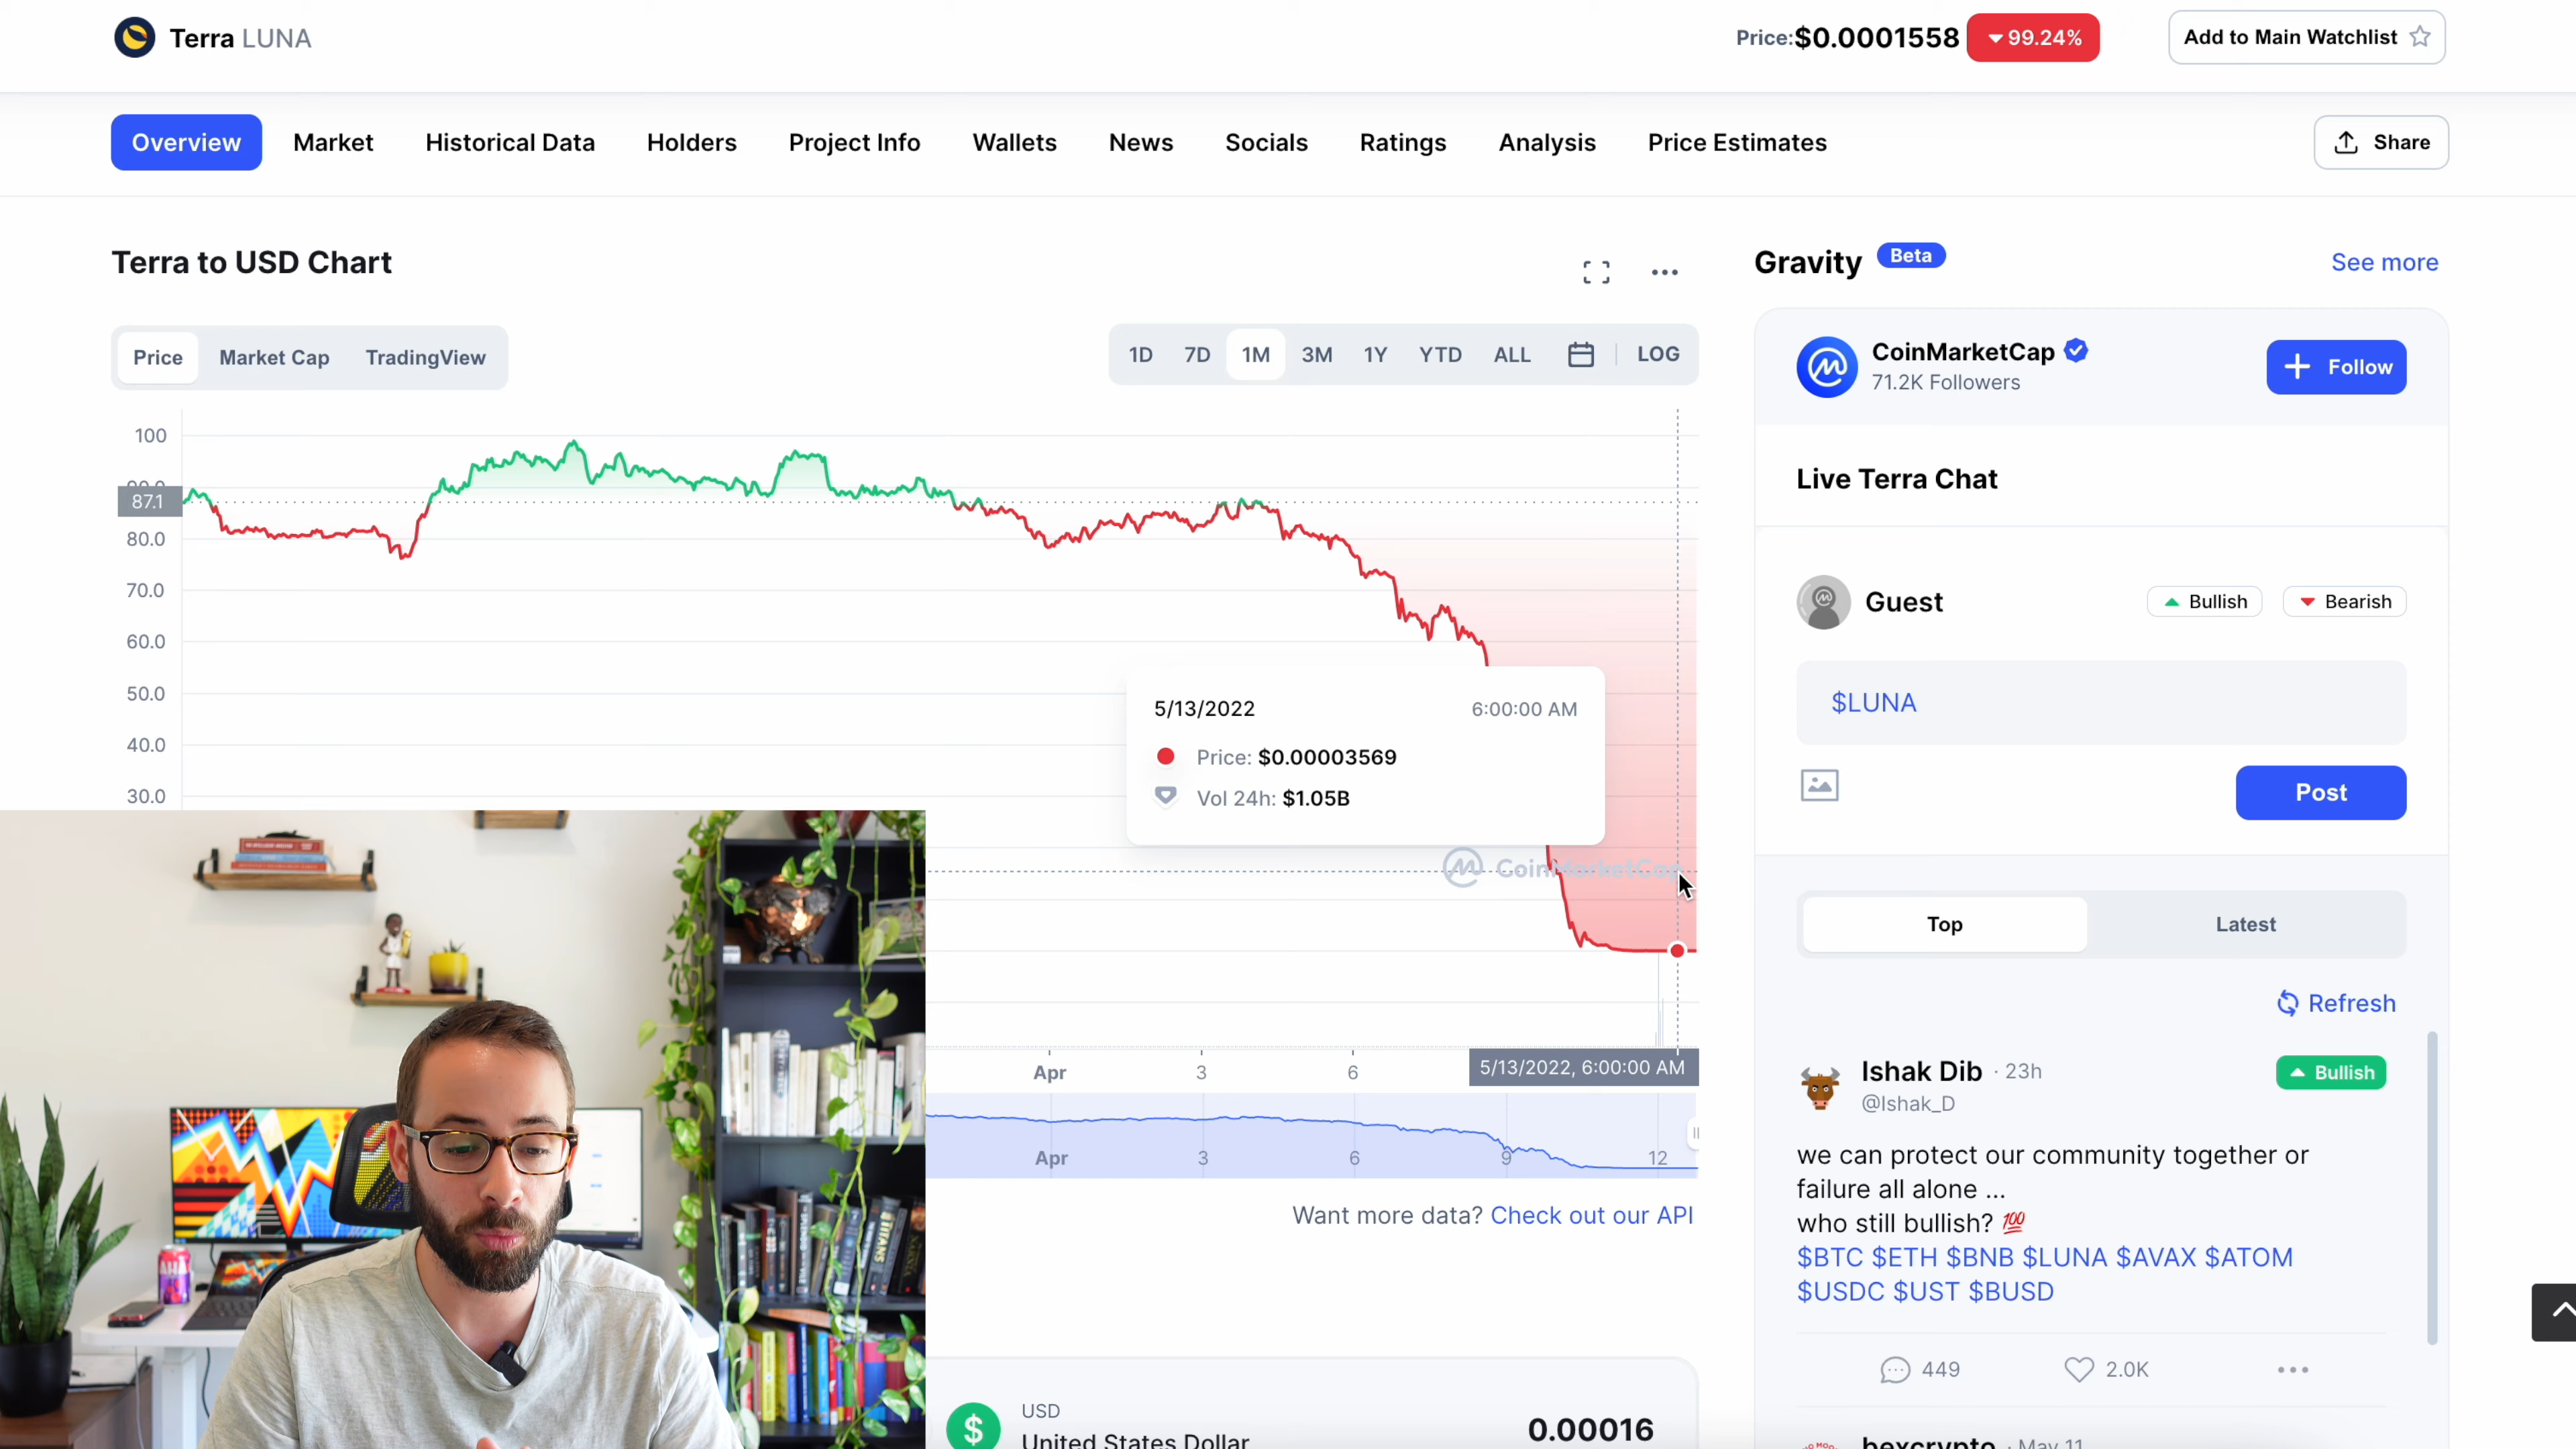 Terra LUNA
Price:$0.0001558 99.24% Add to Main Watchlist
Overview Market Historical Data Holders Project Info Wallets News Socials Ratings Analysis Price Estimates Share
Terra to USD Chart
Price Market Cap TradingView
1D 7D 1M 3M 1Y YTD ALL LOG
100
87.1
80.0
70.0
60.0
50.0
40.0
30.0
5/13/2022 6:00:00 AM
Price: $0.00003569
Vol 24h: $1.05B
CoinMarketCap
Apr 3 6 5/13/2022, 6:00:00 AM
Apr 3 6 9 12
Want more data? Check out our API
USD
United States Dollar
0.00016
Gravity Beta See more
CoinMarketCap
71.2K Followers
Follow
Live Terra Chat
Guest Bullish Bearish
$LUNA
Post
Top Latest
Refresh
Ishak Dib · 23h
@Ishak_D
Bullish
we can protect our community together or
failure all alone ...
who still bullish? 💯
$BTC $ETH $BNB $LUNA $AVAX $ATOM
$USDC $UST $BUSD
449 2.0K
bexcrypto · May 11